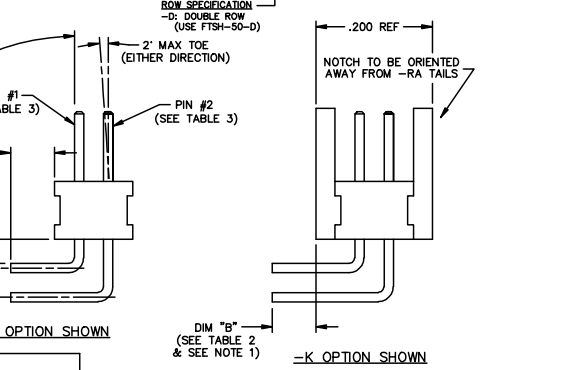 ROW SPECIFICATION
-D: DOUBLE ROW
(USE FTSH-50-D)
2' MAX TOE
(EITHER DIRECTION)
.200 REF
NOTCH TO BE ORIENTED
AWAY FROM -RA TAILS
#1
ABLE 3)
PIN #2
(SEE TABLE 3)
OPTION SHOWN
DIM "B"
(SEE TABLE 2
& SEE NOTE 1)
-K OPTION SHOWN